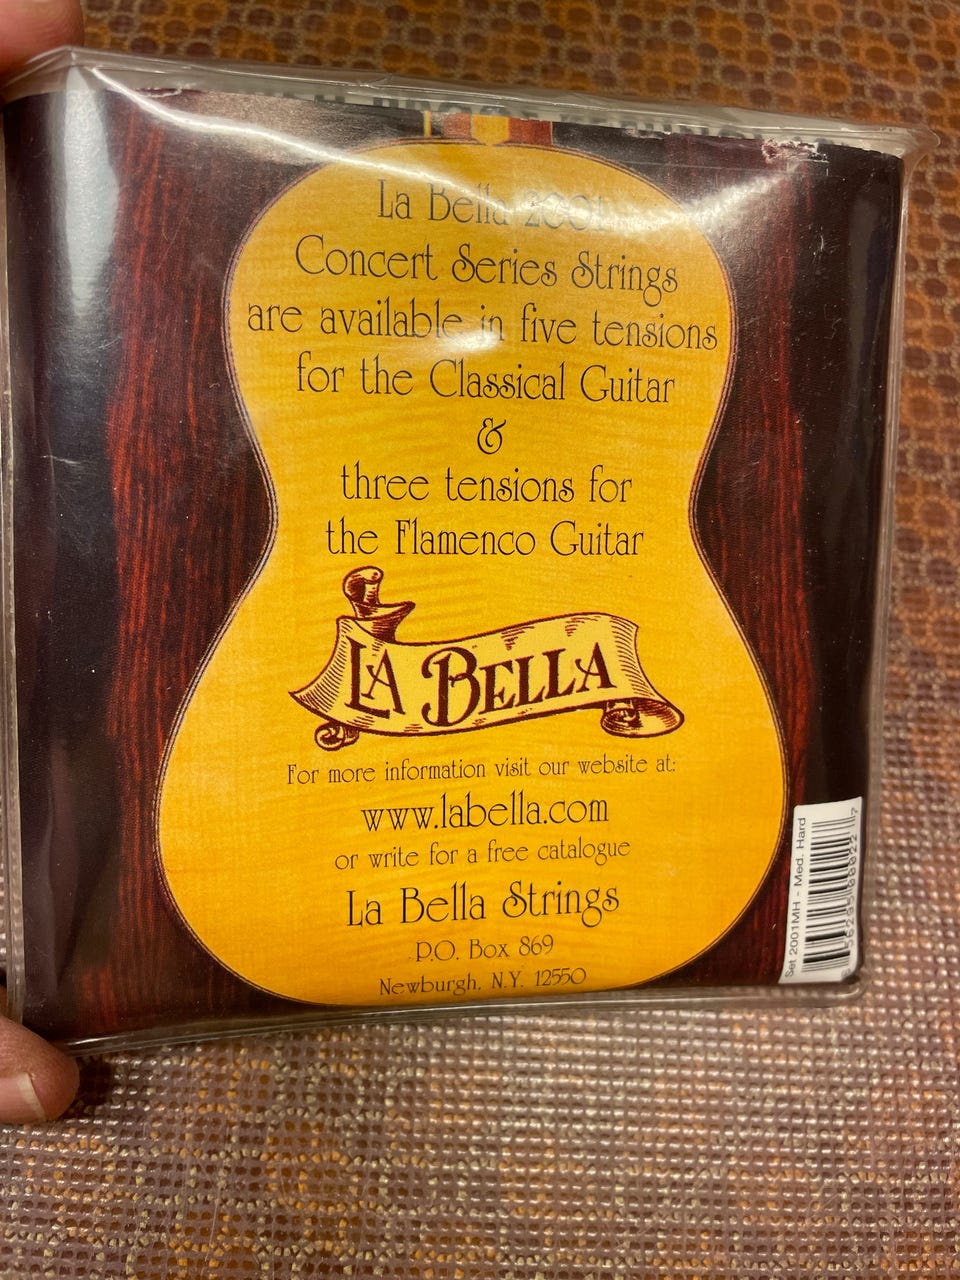 La Bella 2001
Concert Series Strings
are available in five tensions
for the Classical Guitar
&
three tensions for
the Flamenco Guitar
LA BELLA
For more information visit our website at:
www.labella.com
or write for a free catalogue
La Bella Strings
P.O. Box 869
Newburgh, N.Y. 12550
Set 2001MH - Med. Hard